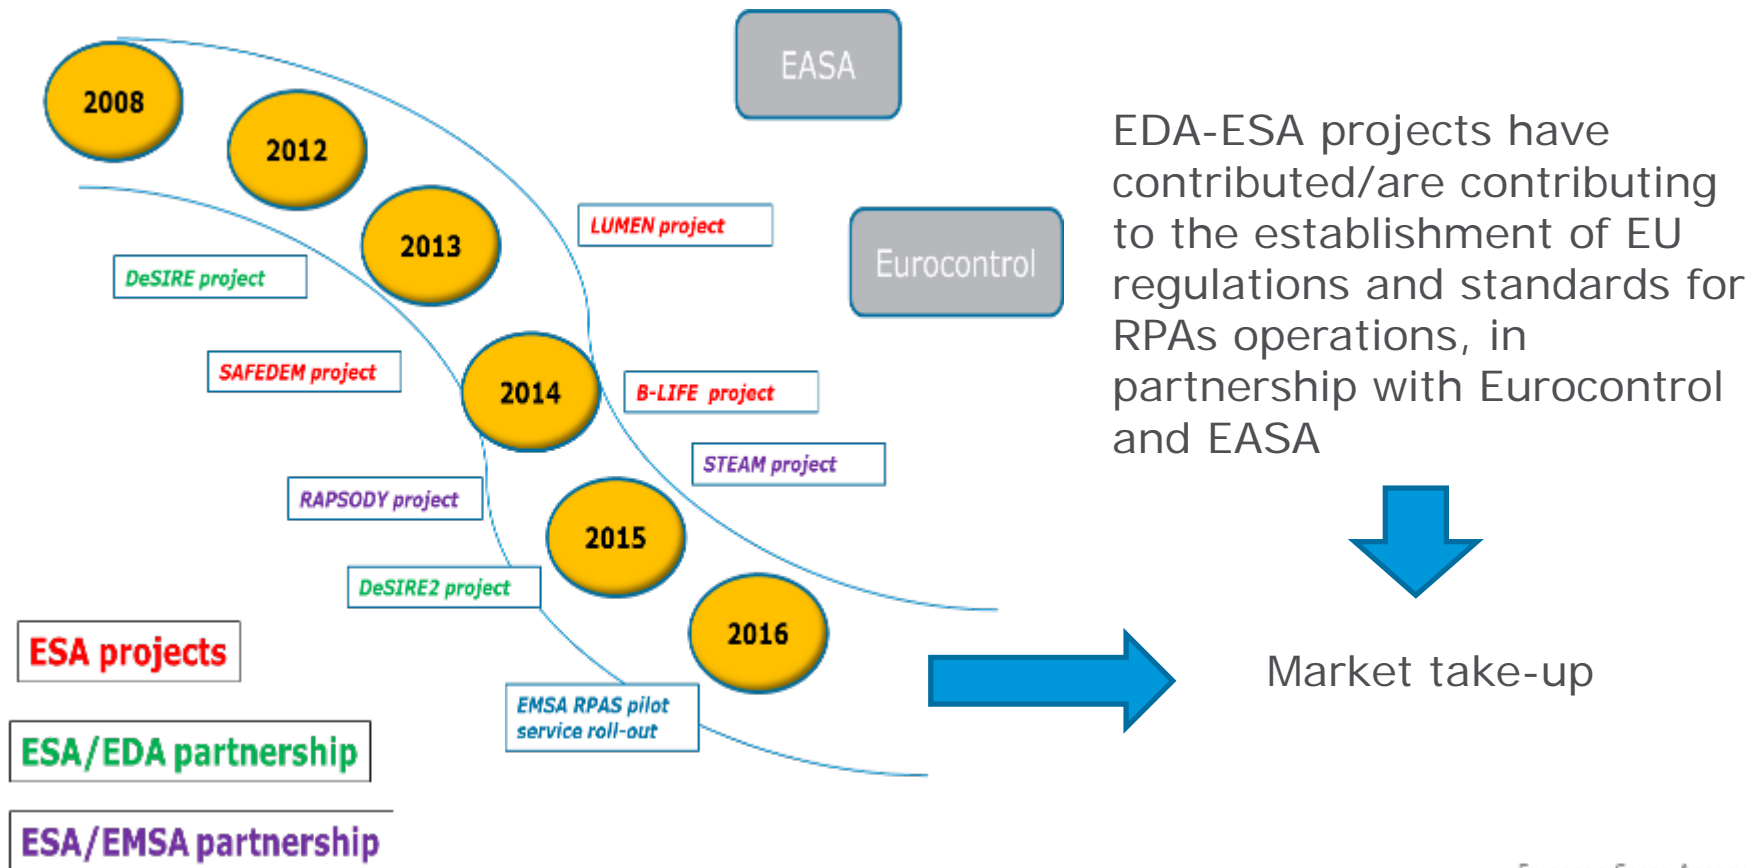 2008
2012
2013
2014
2015
2016
EASA
Eurocontrol
LUMEN project
DeSIRE project
SAFEDEM project
B-LIFE project
STEAM project
RAPSODY project
DeSIRE2 project
EMSA RPAS pilot
service roll-out
ESA projects
ESA/EDA partnership
ESA/EMSA partnership
EDA-ESA projects have
contributed/are contributing
to the establishment of EU
regulations and standards for
RPAs operations, in
partnership with Eurocontrol
and EASA
Market take-up